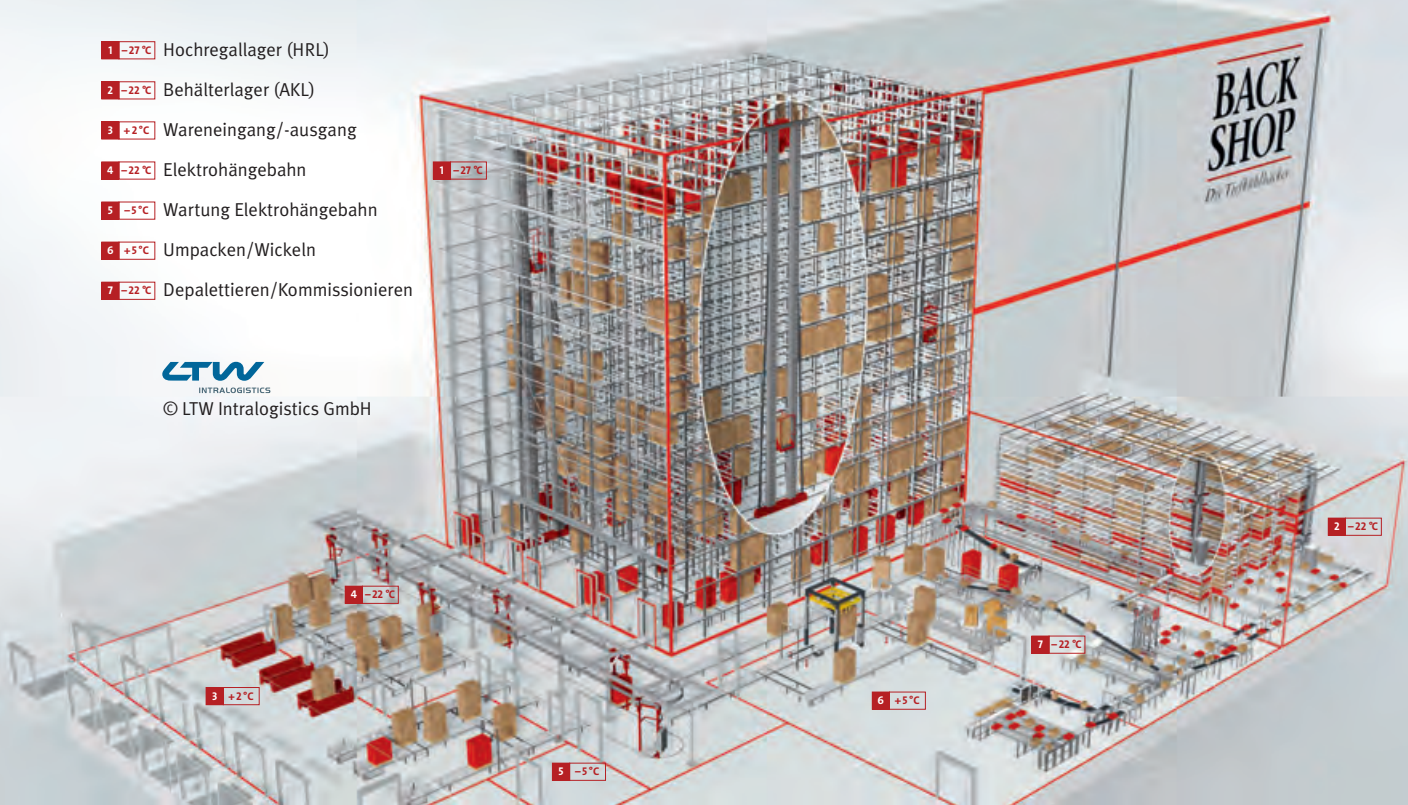 1 –27 °C Hochregallager (HRL)
2 –22 °C Behälterlager (AKL)
3 +2 °C Wareneingang/-ausgang
4 –22 °C Elektrohängebahn
5 –5 °C Wartung Elektrohängebahn
6 +5 °C Umpacken/Wickeln
7 –22 °C Depalettieren/Kommissionieren
LTW
INTRALOGISTICS
© LTW Intralogistics GmbH
BACK
SHOP
Die Tiefkühlbäcker
1 –27 °C
2 –22 °C
4 –22 °C
7 –22 °C
3 +2 °C
6 +5 °C
5 –5 °C